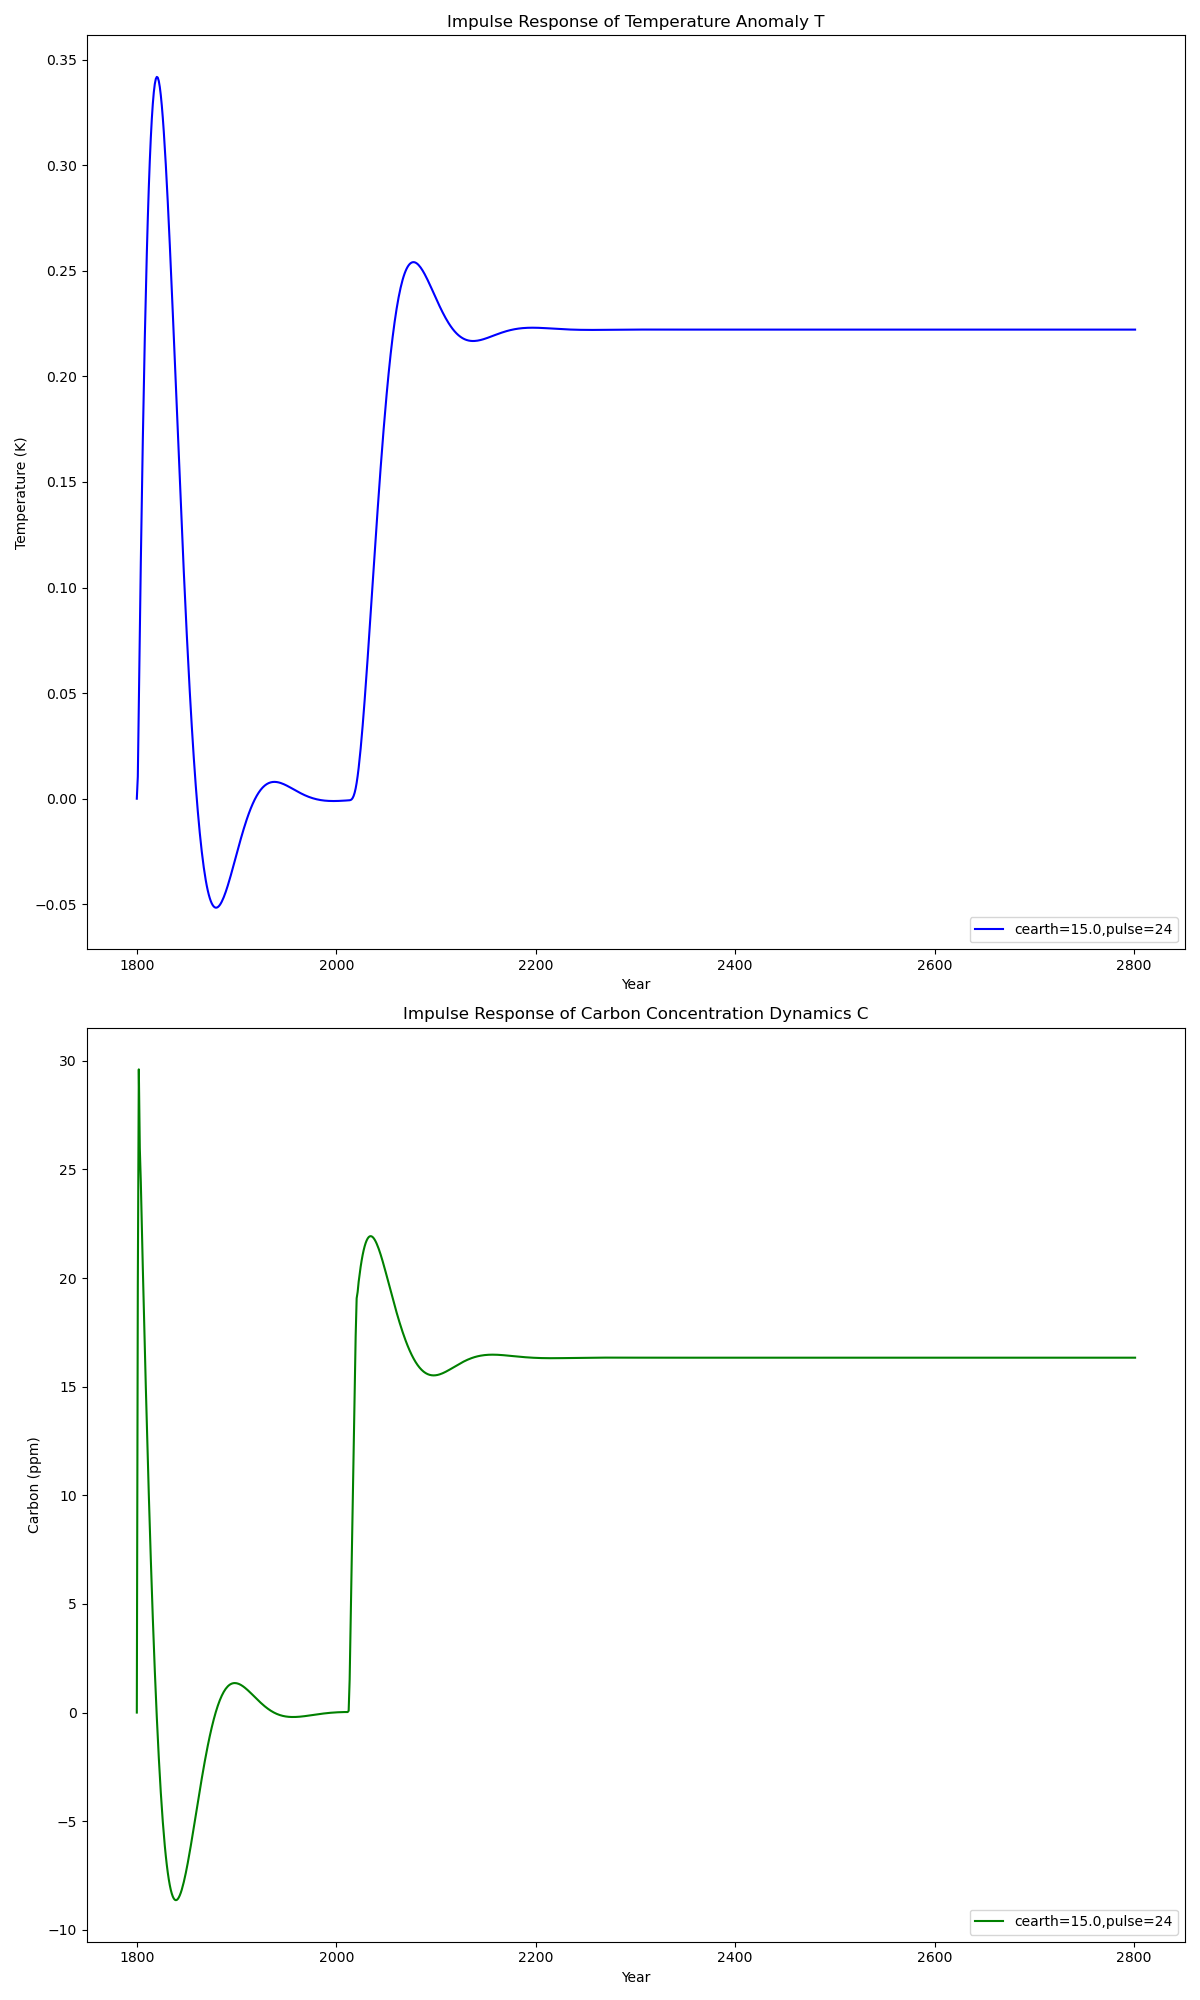 Impulse Response of Temperature Anomaly T
0.35
0.30
0.25
0.20
0.15
0.10
0.05
0.00
−0.05
Temperature (K)
cearth=15.0,pulse=24
1800 2000 2200 2400 2600 2800
Year
Impulse Response of Carbon Concentration Dynamics C
30
25
20
15
10
5
0
−5
−10
Carbon (ppm)
cearth=15.0,pulse=24
1800 2000 2200 2400 2600 2800
Year